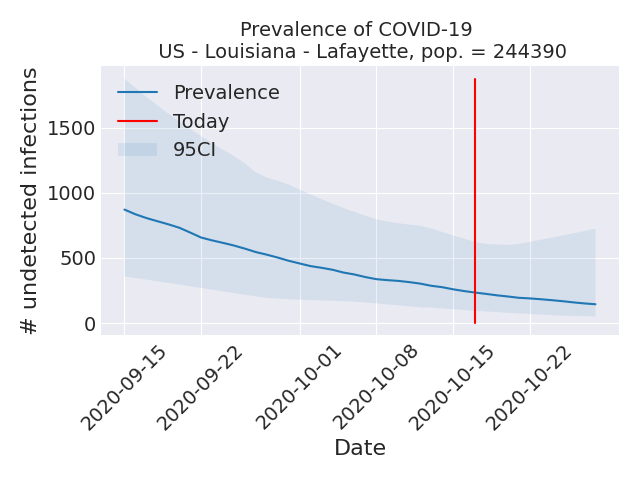 Prevalence of COVID-19
US - Louisiana - Lafayette, pop. = 244390
# undetected infections
1500
1000
500
0
Prevalence
Today
95CI
2020-09-15
2020-09-22
2020-10-01
2020-10-08
2020-10-15
2020-10-22
Date